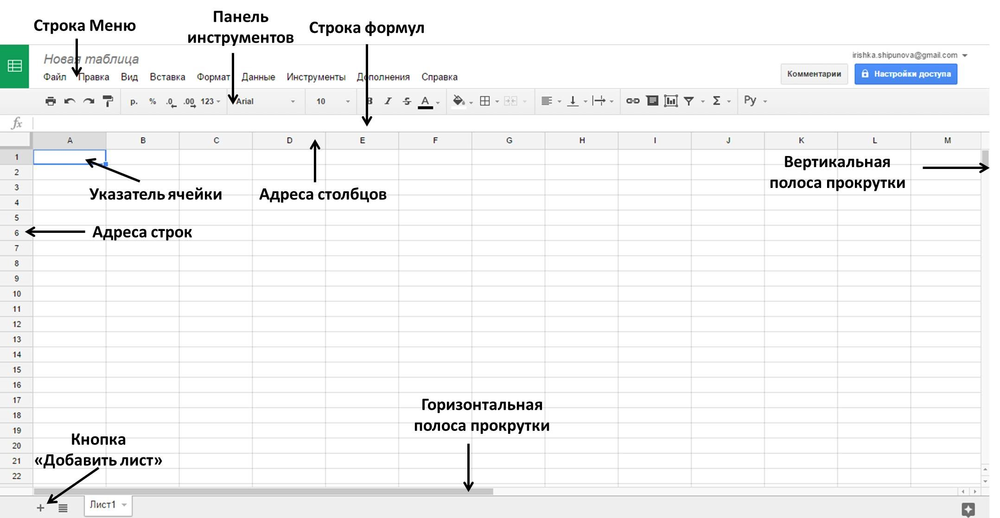 Строка Меню
Панель
инструментов
Строка формул
Новая таблица
irishka.shipunova@gmail.com
Файл Правка Вид Вставка Формат Данные Инструменты Дополнения Справка
Комментарии
Настройки доступа
р. % .0 .00 123 Arial 10 B I S A Σ Ру
fx
A B C D E F G H I J K L M
1
2
Вертикальная
полоса прокрутки
3
Указатель ячейки
Адреса столбцов
4
5
6
Адреса строк
7
8
9
10
11
12
13
14
15
16
17
Горизонтальная
полоса прокрутки
18
19
Кнопка
«Добавить лист»
20
21
22
+ Лист1